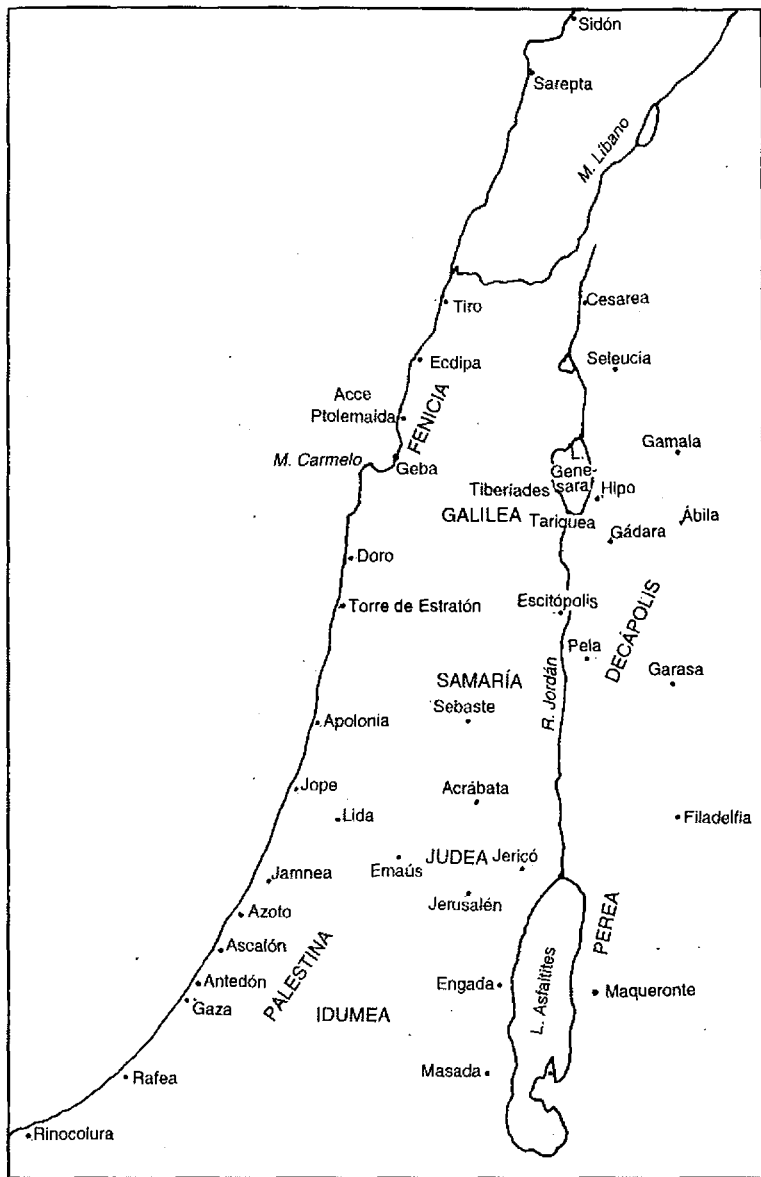 Sidón
Sarepta
M. Líbano
Tiro
Cesarea
Ecdipa
Seleucia
Acce
Ptolemaida
FENICIA
M. Carmelo
Geba
L.
Gene-
sara
Gamala
Tiberíades
Hipo
GALILEA
Tariquea
Ábila
Gádara
Doro
Torre de Estratón
Escitópolis
DECÁPOLIS
Pela
Garasa
SAMARÍA
Sebaste
R. Jordán
Apolonia
Jope
Acrábata
Lida
Filadelfia
Emaús
JUDEA
Jericó
Jamnea
Jerusalén
Azoto
PEREA
Ascalón
PALESTINA
Antedón
Gaza
Engada
L. Asfaltites
Maqueronte
IDUMEA
Rafea
Masada
Rinocolura